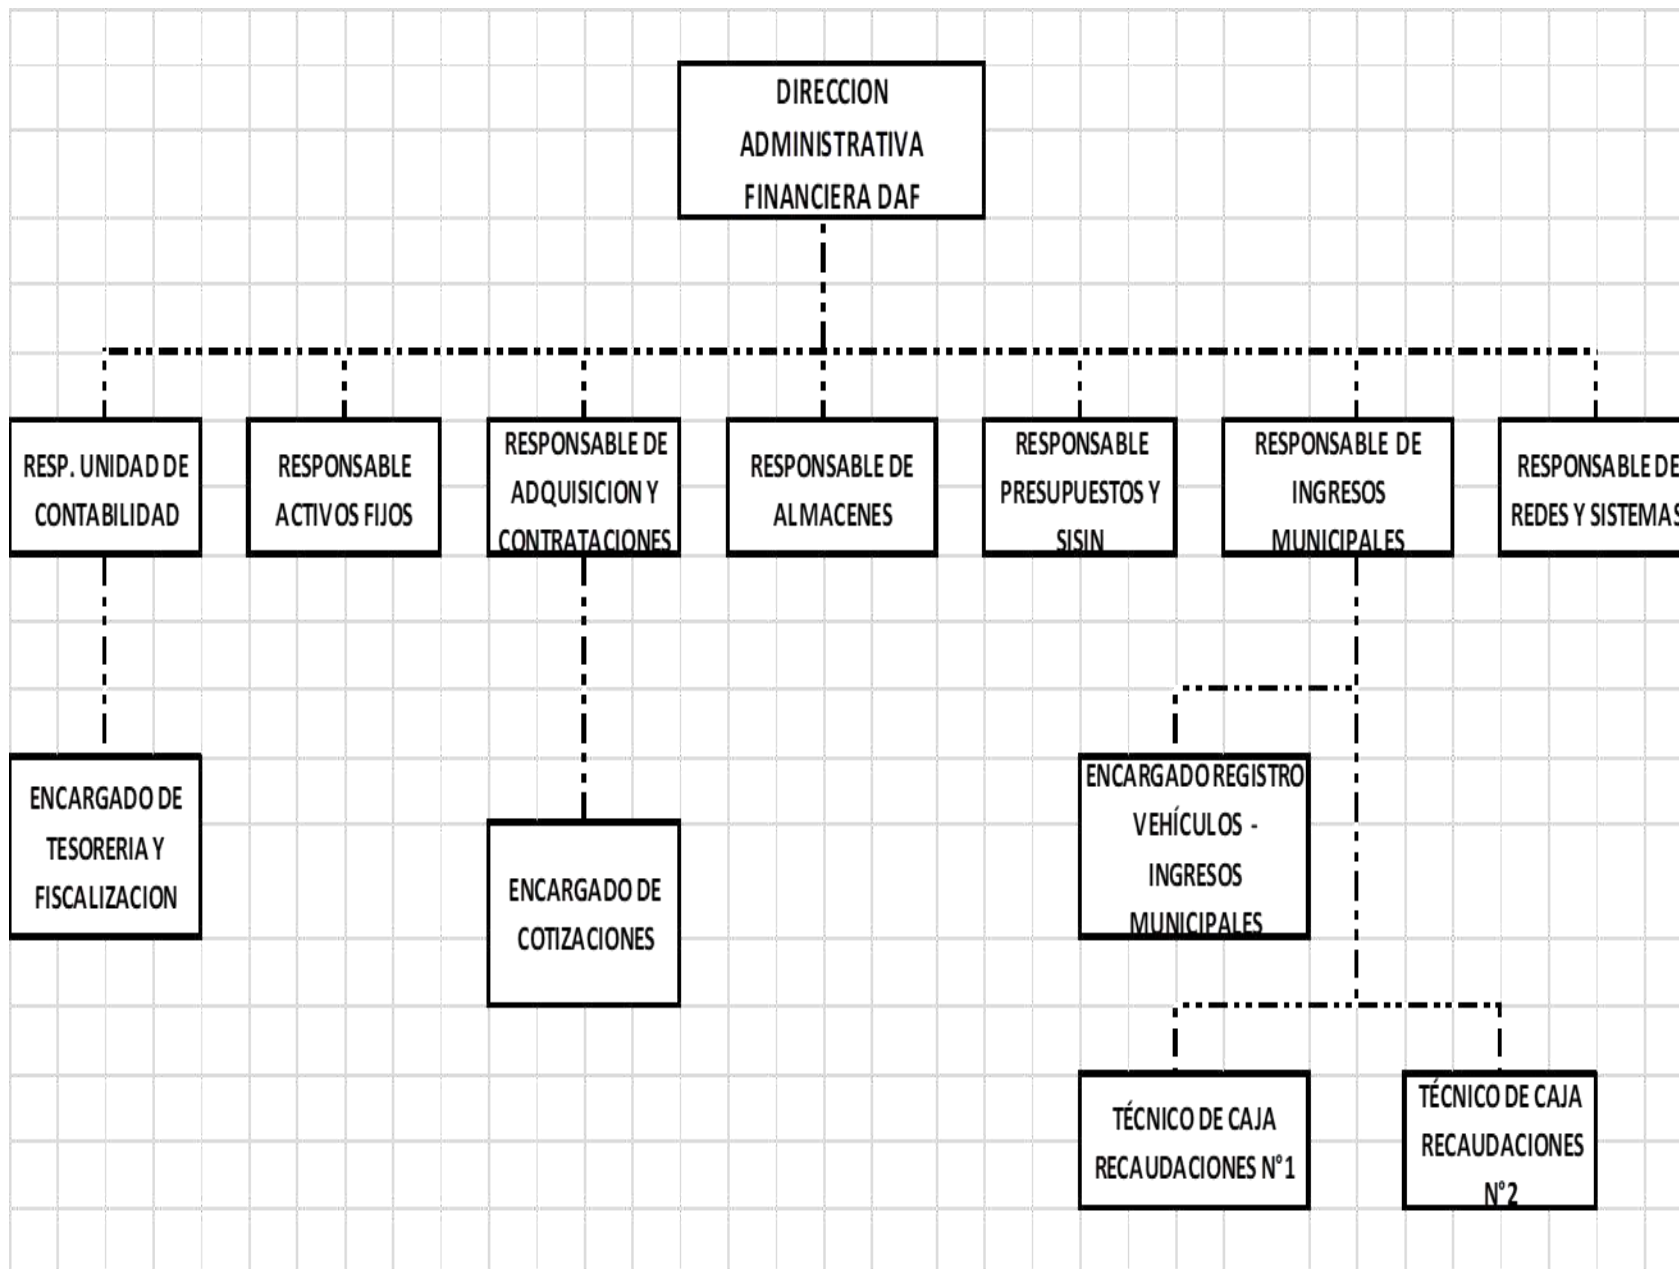 DIRECCION
ADMINISTRATIVA
FINANCIERA DAF
RESP. UNIDAD DE
CONTABILIDAD
RESPONSABLE
ACTIVOS FIJOS
RESPONSABLE DE
ADQUISICION Y
CONTRATACIONES
RESPONSABLE DE
ALMACENES
RESPONSABLE
PRESUPUESTOS Y
SISIN
RESPONSABLE DE
INGRESOS
MUNICIPALES
RESPONSABLE DE
REDES Y SISTEMAS
ENCARGADO DE
TESORERIA Y
FISCALIZACION
ENCARGADO DE
COTIZACIONES
ENCARGADO REGISTRO
VEHÍCULOS -
INGRESOS
MUNICIPALES
TÉCNICO DE CAJA
RECAUDACIONES N°1
TÉCNICO DE CAJA
RECAUDACIONES
N°2